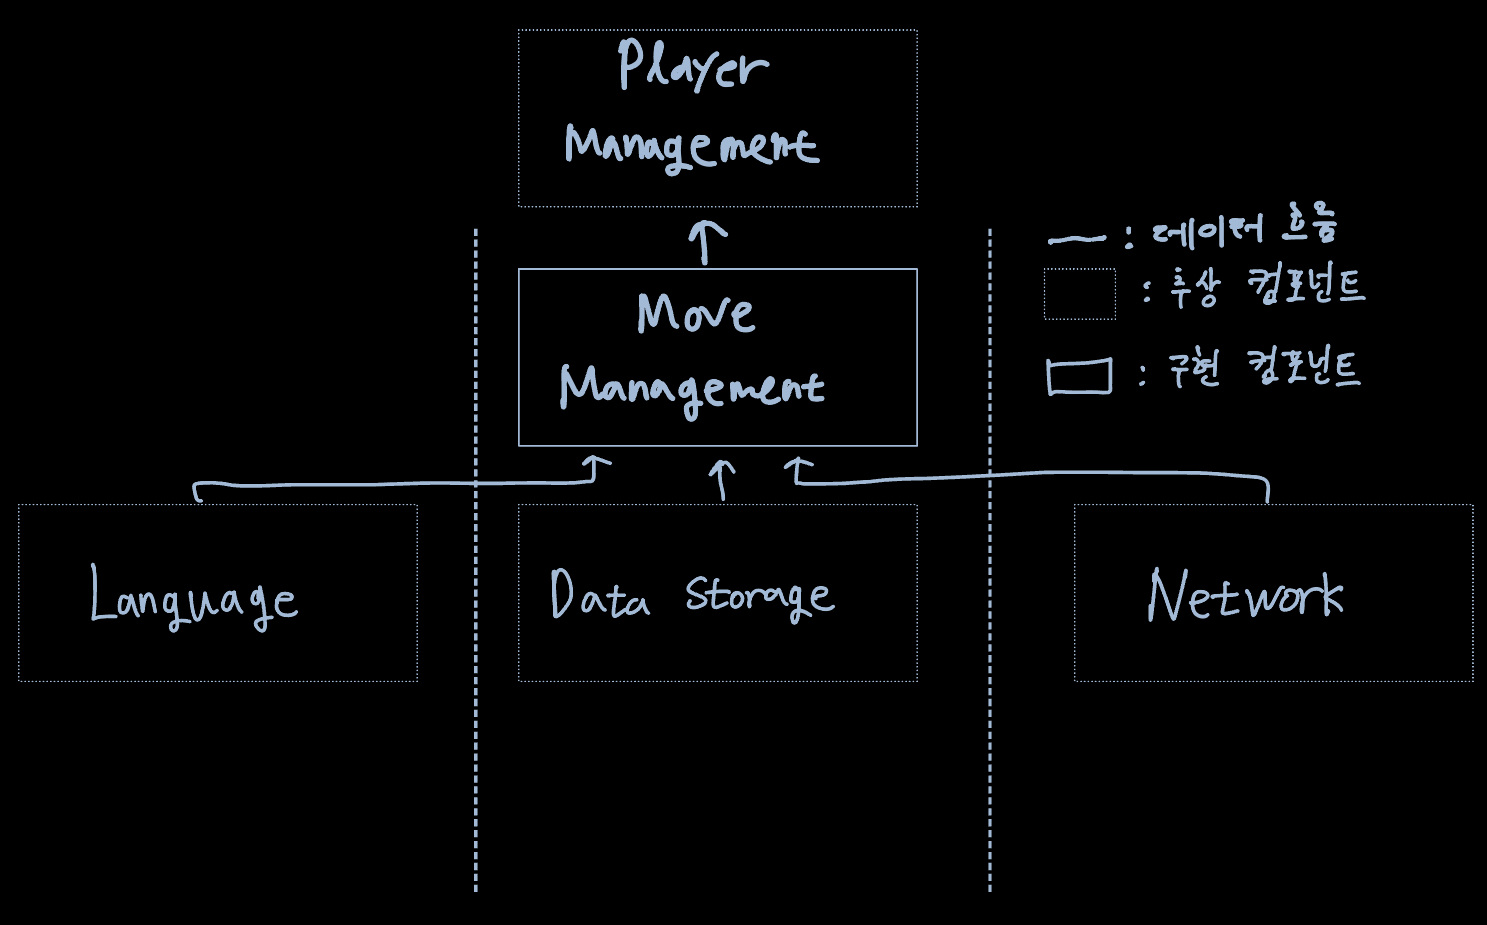 Player
Management
: 데이터 흐름
Move
Management
: 추상 컴포넌트
: 구현 컴포넌트
Language
Data Storage
Network